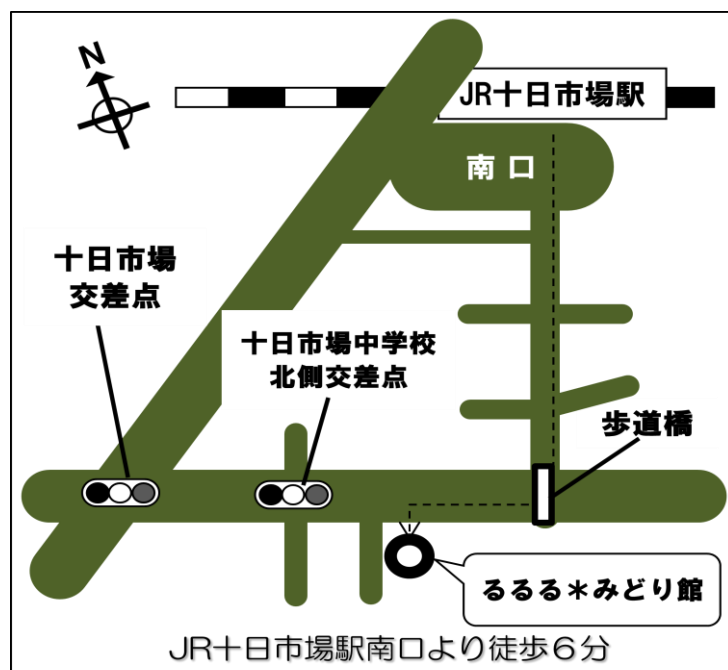 N
JR十日市場駅
南口
十日市場
交差点
十日市場中学校
北側交差点
歩道橋
るるる＊みどり館
JR十日市場駅南口より徒歩６分